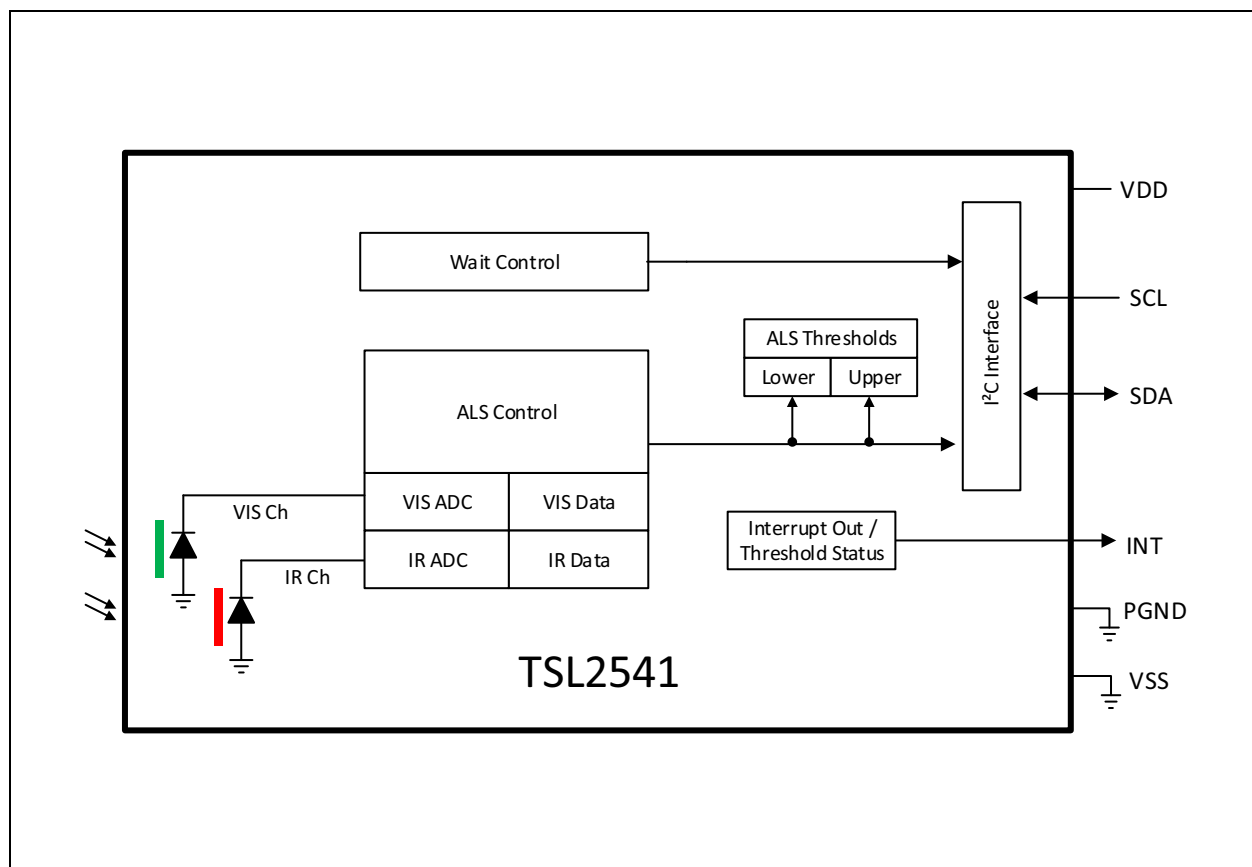 VDD
Wait Control
SCL
I²C Interface
ALS Thresholds
Lower
Upper
SDA
ALS Control
VIS Ch
VIS ADC
VIS Data
Interrupt Out /
Threshold Status
INT
IR Ch
IR ADC
IR Data
PGND
TSL2541
VSS